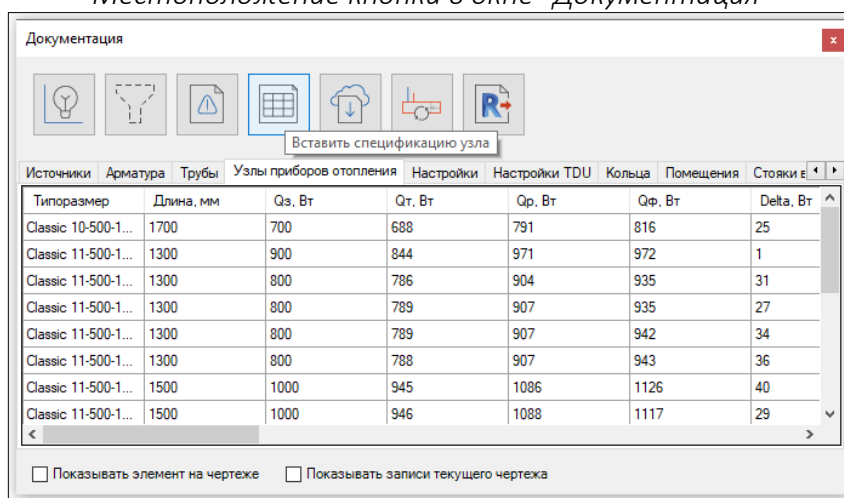 Местоположение кнопки в окне "Документация"
Документация
Вставить спецификацию узла
Источники Арматура Трубы Узлы приборов отопления Настройки Настройки TDU Кольца Помещения Стояки в
Типоразмер Длина, мм Qз, Вт Qт, Вт Qр, Вт Qф, Вт Delta, Вт
Classic 10-500-1... 1700 700 688 791 816 25
Classic 11-500-1... 1300 900 844 971 972 1
Classic 11-500-1... 1300 800 786 904 935 31
Classic 11-500-1... 1300 800 789 907 935 27
Classic 11-500-1... 1300 800 789 907 942 34
Classic 11-500-1... 1300 800 788 907 943 36
Classic 11-500-1... 1500 1000 945 1086 1126 40
Classic 11-500-1... 1500 1000 946 1088 1117 29
Показывать элемент на чертеже Показывать записи текущего чертежа